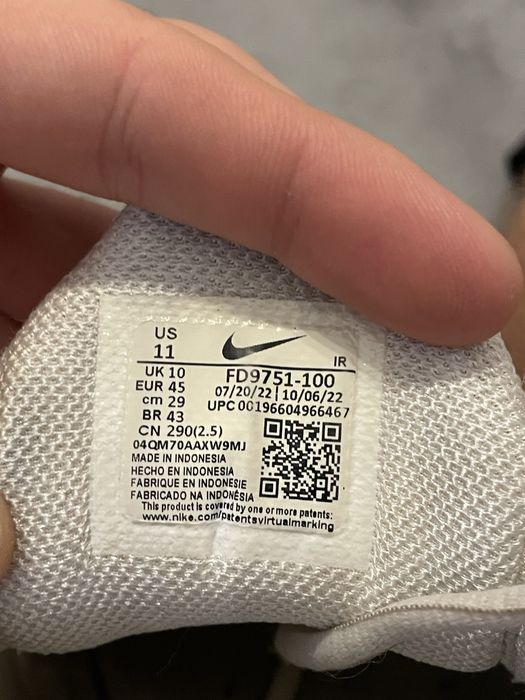 US
11
IR
UK 10
FD9751-100
EUR 45
07/20/22 | 10/06/22
cm 29
UPC 00196604966467
BR 43
CN 290(2.5)
04QM70AAXW9MJ
MADE IN INDONESIA
HECHO EN INDONESIA
FABRIQUE EN INDONESIE
FABRICADO NA INDONÉSIA
This product is covered by one or more patents:
www.nike.com/patentsvirtualmarking